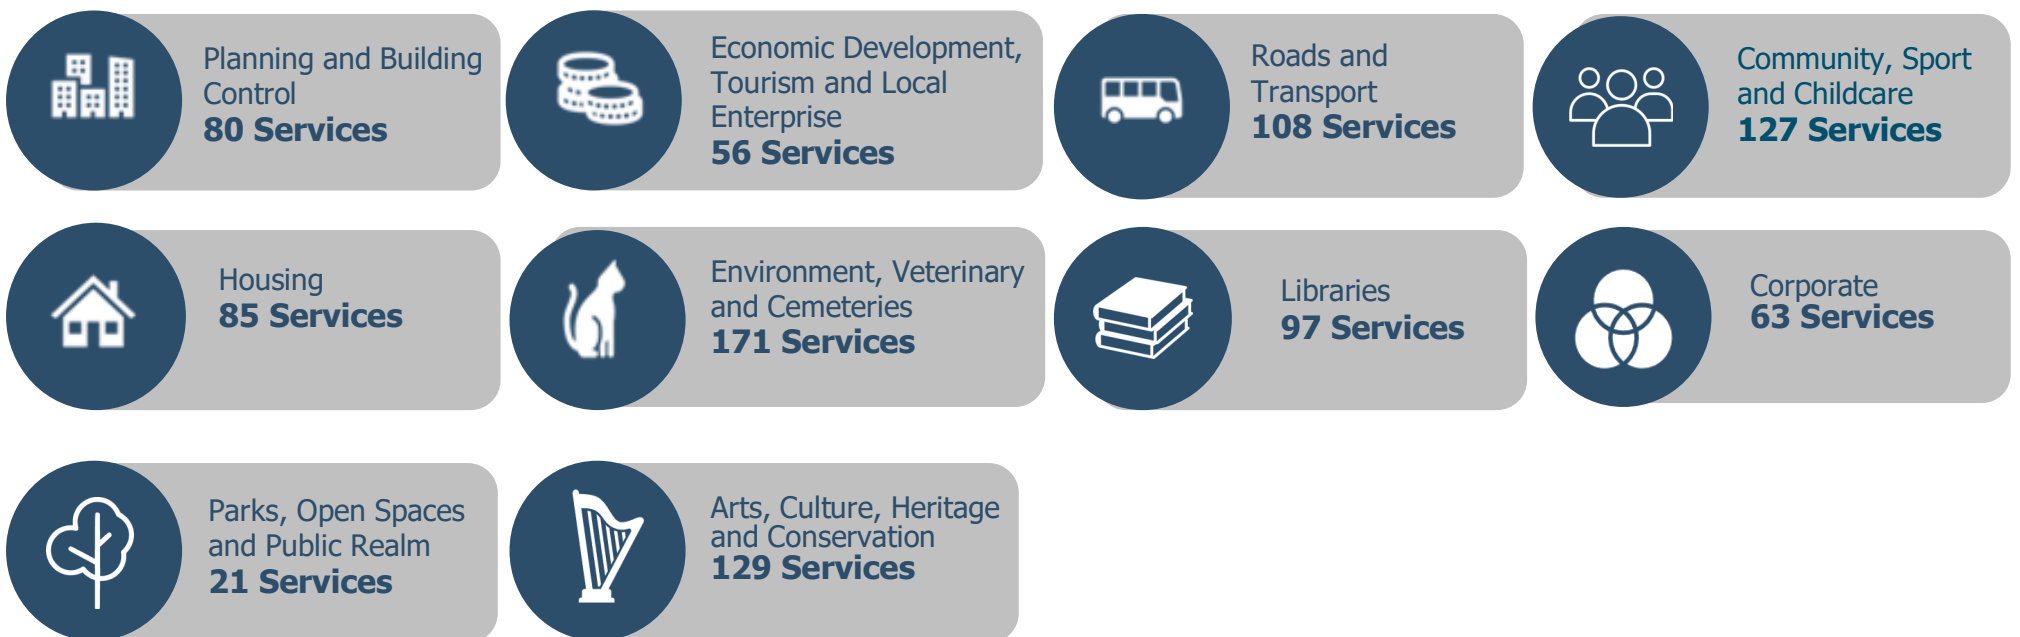 Planning and Building
Control
80 Services
Economic Development,
Tourism and Local
Enterprise
56 Services
Roads and
Transport
108 Services
Community, Sport
and Childcare
127 Services
Housing
85 Services
Environment, Veterinary
and Cemeteries
171 Services
Libraries
97 Services
Corporate
63 Services
Parks, Open Spaces
and Public Realm
21 Services
Arts, Culture, Heritage
and Conservation
129 Services